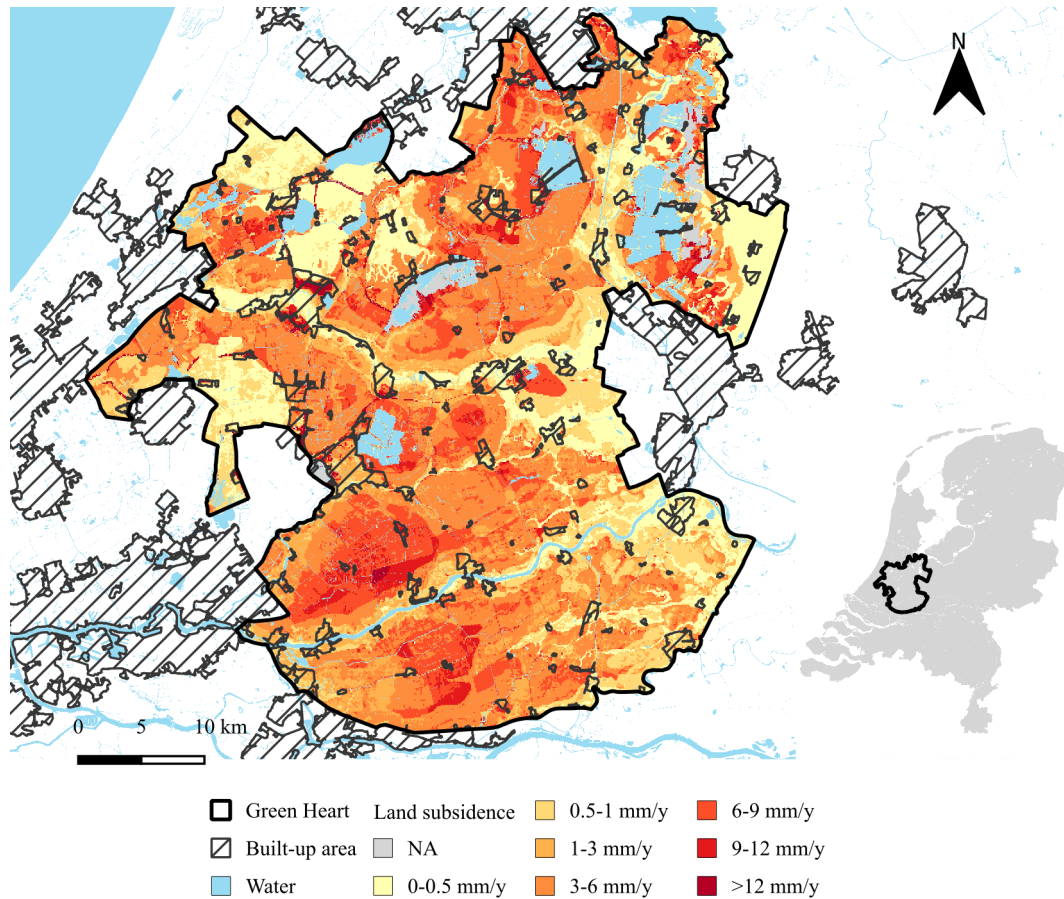 N
0 5 10 km
Green Heart
Built-up area
Water
Land subsidence
NA
0-0.5 mm/y
0.5-1 mm/y
1-3 mm/y
3-6 mm/y
6-9 mm/y
9-12 mm/y
>12 mm/y